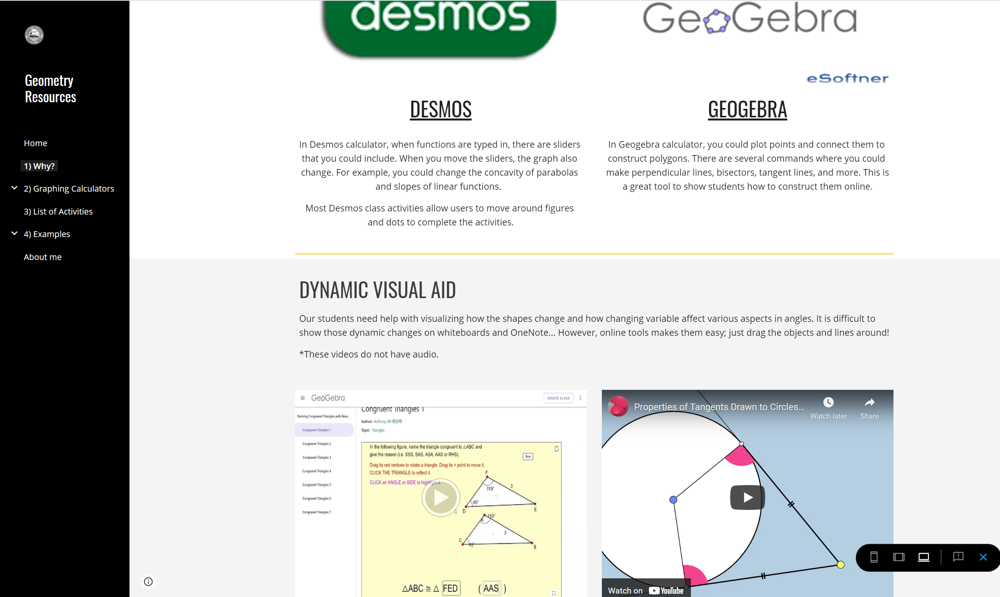 Geometry
Resources
Home
1) Why?
2) Graphing Calculators
3) List of Activities
4) Examples
About me
desmos
GeoGebra
eSoftner
DESMOS
In Desmos calculator, when functions are typed in, there are sliders
that you could include. When you move the sliders, the graph also
change. For example, you could change the concavity of parabolas
and slopes of linear functions.
Most Desmos class activities allow users to move around figures
and dots to complete the activities.
GEOGEBRA
In Geogebra calculator, you could plot points and connect them to
construct polygons. There are several commands where you could
make perpendicular lines, bisectors, tangent lines, and more. This is
a great tool to show students how to construct them online.
DYNAMIC VISUAL AID
Our students need help with visualizing how the shapes change and how changing variable affect various aspects in angles. It is difficult to
show those dynamic changes on whiteboards and OneNote... However, online tools makes them easy; just drag the objects and lines around!
*These videos do not have audio.
GeoGebra
CREATE CLASS
Naming Congruent Triangles with Reas...
Congruent Triangles 1
Congruent Triangles 2
Congruent Triangles 3
Congruent Triangles 4
Congruent Triangles 5
Congruent Triangles 6
Congruent Triangles 7
Congruent Triangles 1
Author: Anthony OR 柯志明
Topic: Triangles
In the following figure, name the triangle congruent to △ABC and
give the reason (i.e. SSS, SAS, ASA, AAS or RHS).
Back
Drag its red vertices to rotate a triangle. Drag its × point to move it.
CLICK THE TRIANGLE to reflect it.
CLICK an ANGLE or SIDE to highlight it.
F
110°
3
45°
D
E
110°
A
3
C
45°
B
△ABC ≅ △ FED ( AAS )
Properties of Tangents Drawn to Circles...
Watch later
Share
Watch on YouTube